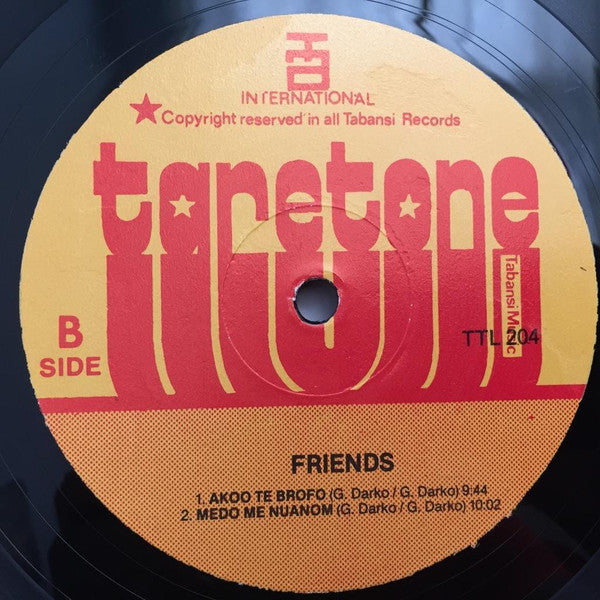 INTERNATIONAL
Copyright reserved in all Tabansi Records
taretone
Tabansi Music
B
SIDE
TTL 204
FRIENDS
1. AKOO TE BROFO (G. Darko / G. Darko) 9:44
2. MEDO ME NUANOM (G. Darko / G. Darko) 10:02